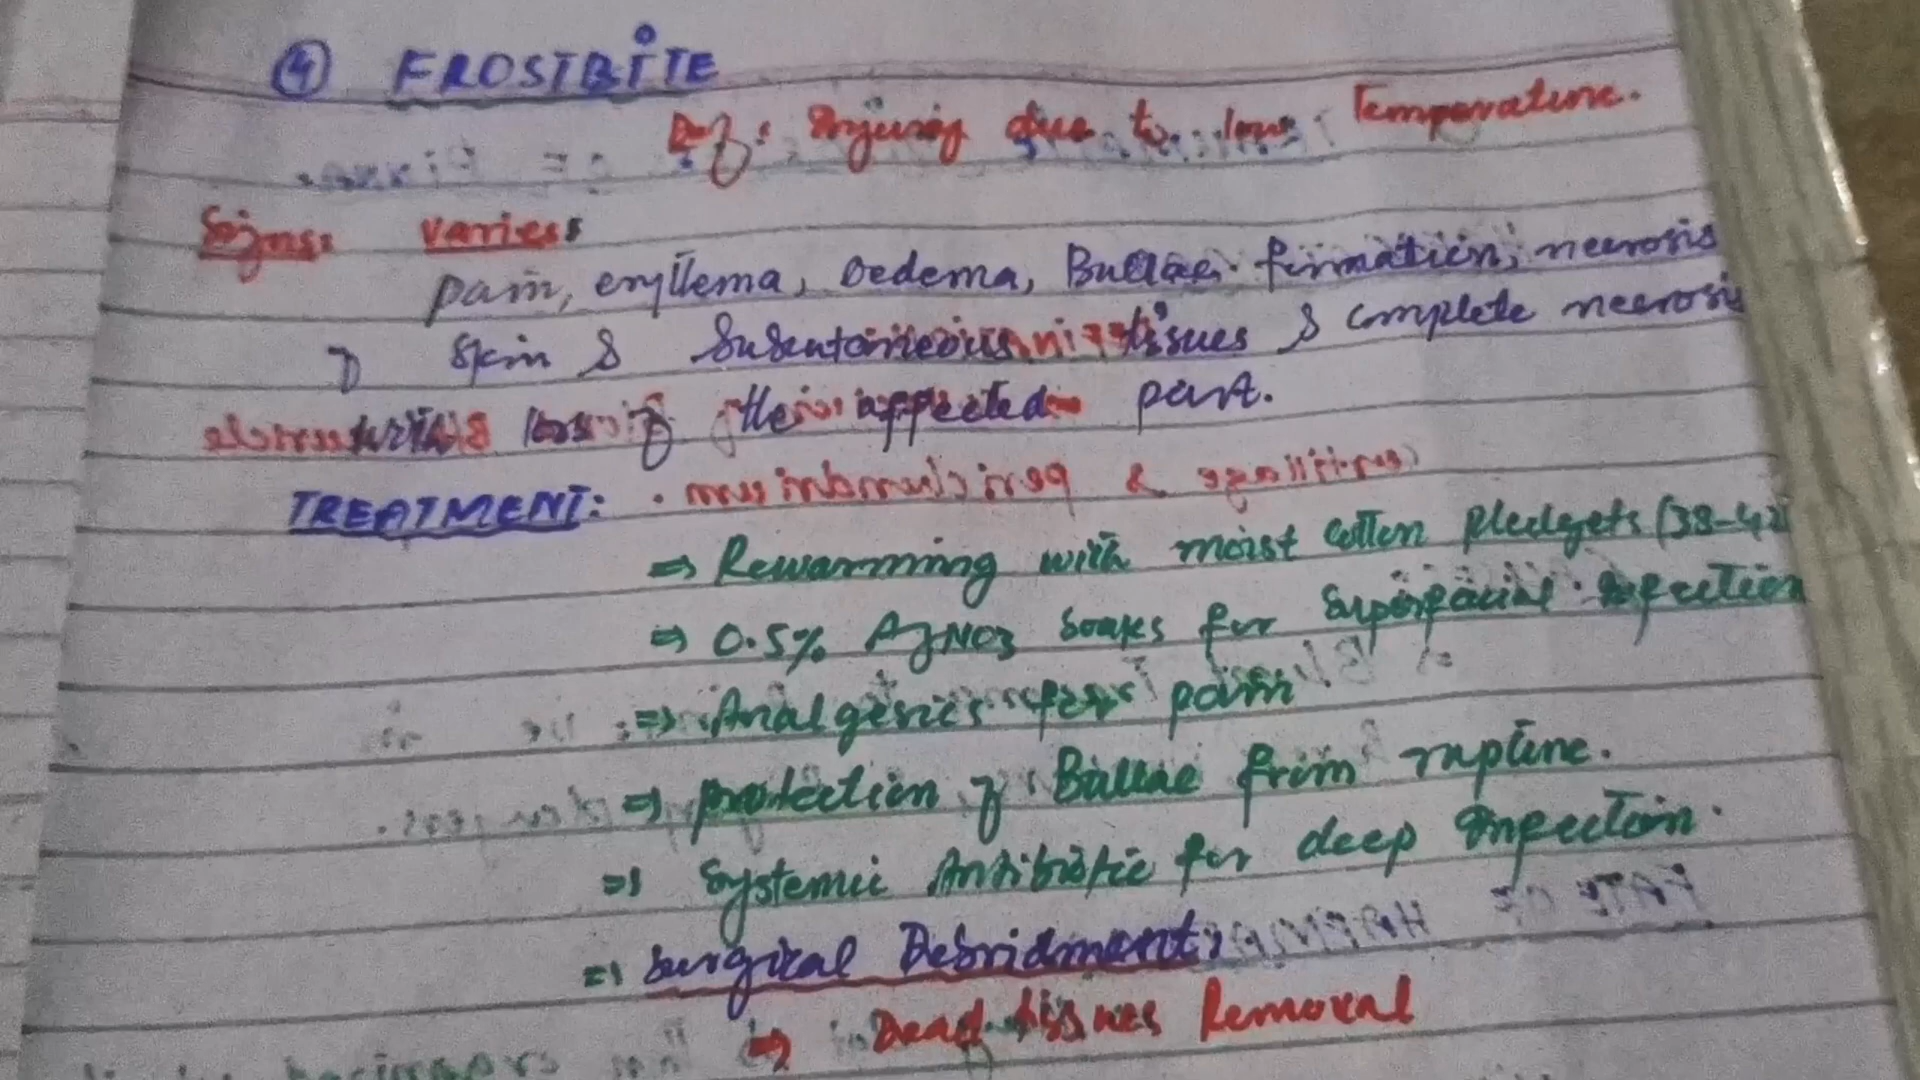 ④ FROSTBITE
Def: Injury due to low Temperature.
Signs: varies:
pain, erythema, oedema, Bullae formation, necrosis
of skin & Subcutaneous tissues & complete necrosis
loss of the affected part.
TREATMENT:
⇒ Rewarming with moist cotton pledgets (38-42
⇒ 0.5% AgNO3 soaks for Superfacial Infection
⇒ Analgesics for pain
⇒ protection of Bullae from rupture.
⇒ Systemic Antibiotic for deep Infection.
⇒ Surgical Debridment:
↳ Dead tissues Removal